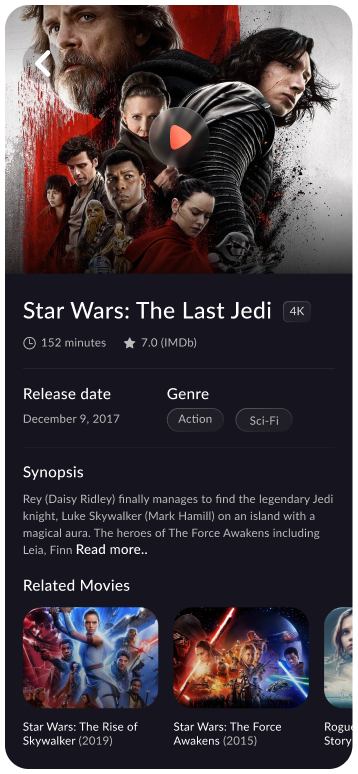 Star Wars: The Last Jedi 4K
152 minutes 7.0 (IMDb)
Release date Genre
December 9, 2017 Action Sci-Fi
Synopsis
Rey (Daisy Ridley) finally manages to find the legendary Jedi
knight, Luke Skywalker (Mark Hamill) on an island with a
magical aura. The heroes of The Force Awakens including
Leia, Finn Read more..
Related Movies
Star Wars: The Rise of
Skywalker (2019)
Star Wars: The Force
Awakens (2015)
Rogue
Story